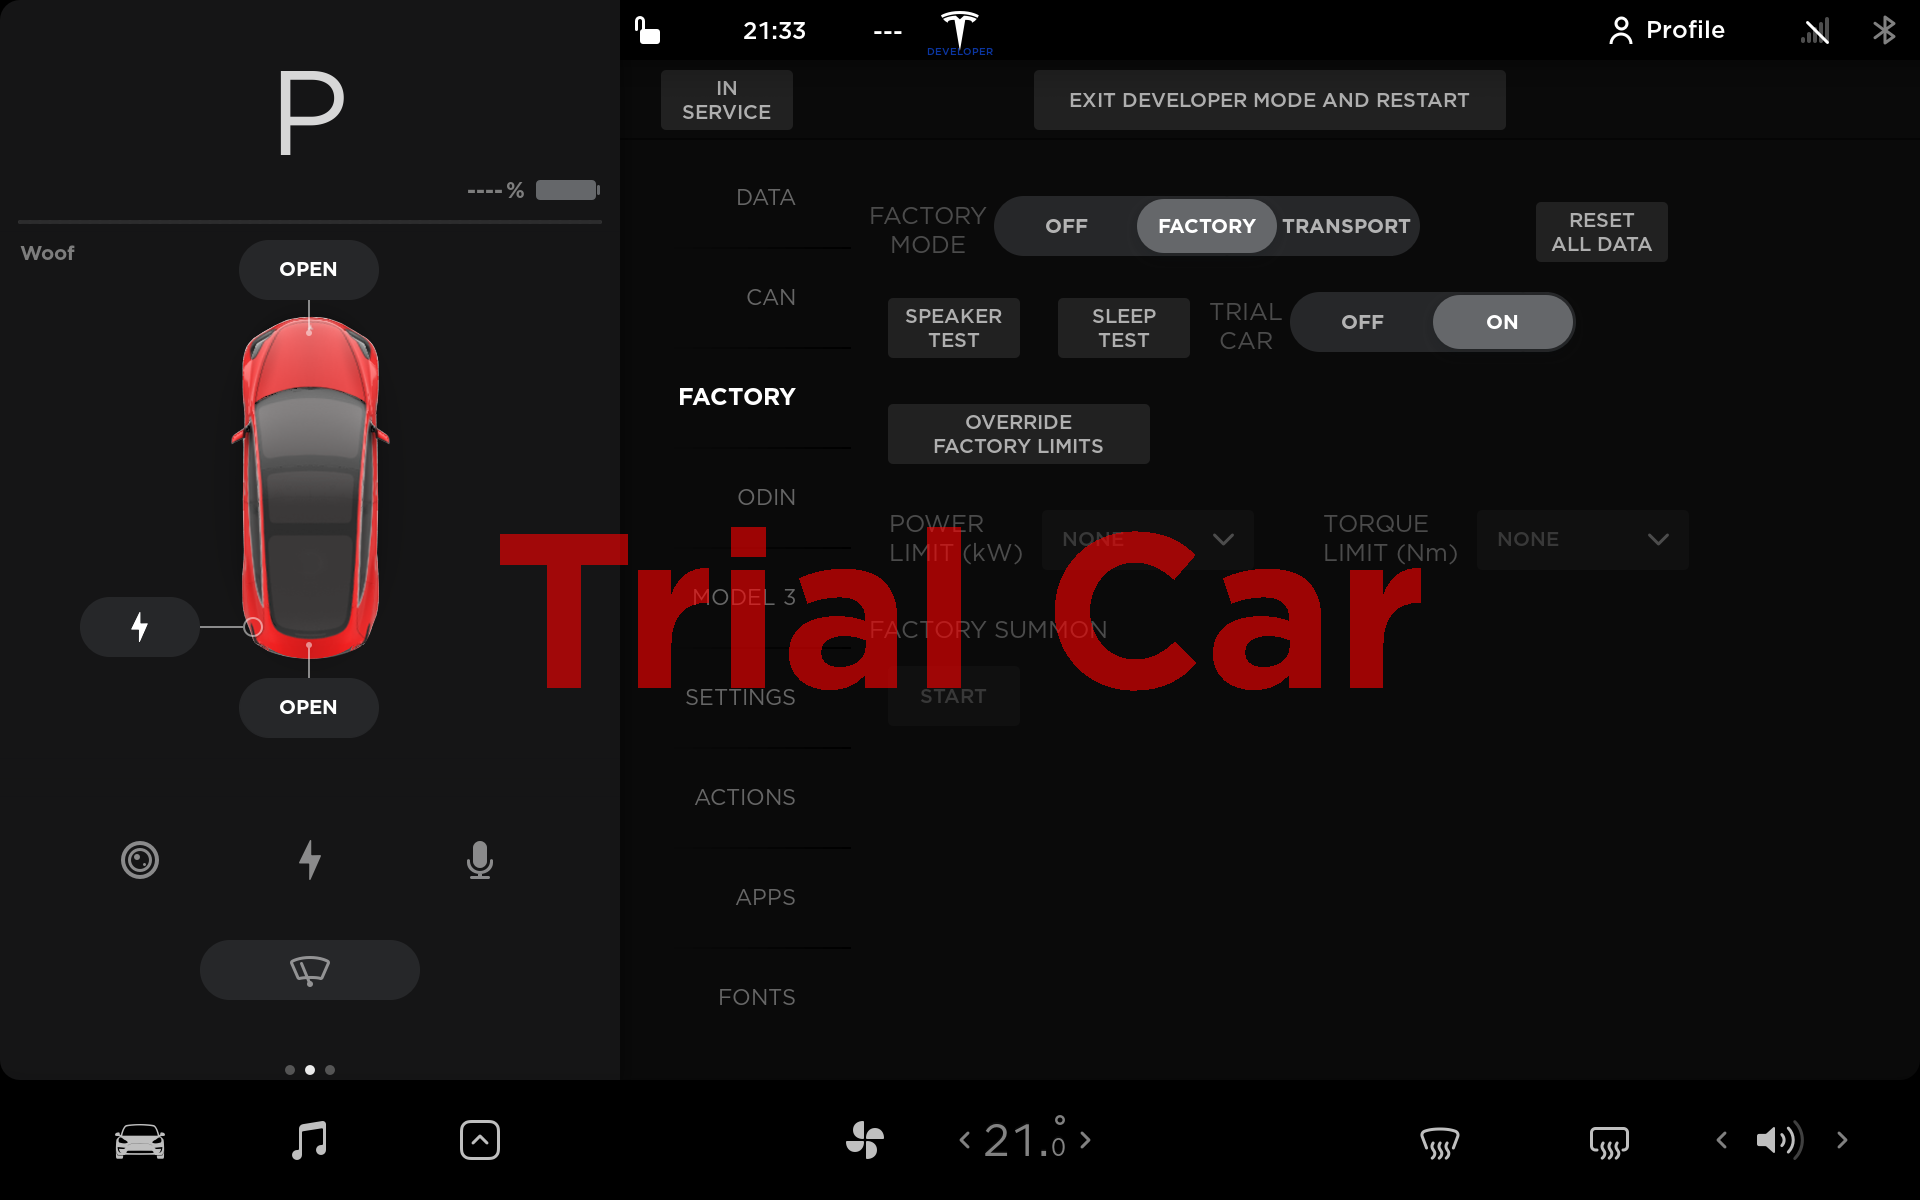 P
----%
Woof
OPEN
OPEN
21:33
---
DEVELOPER
Profile
IN
SERVICE
EXIT DEVELOPER MODE AND RESTART
DATA
CAN
FACTORY
ODIN
MODEL 3
SETTINGS
ACTIONS
APPS
FONTS
FACTORY
MODE
OFF
FACTORY
TRANSPORT
RESET
ALL DATA
SPEAKER
TEST
SLEEP
TEST
TRIAL
CAR
OFF
ON
OVERRIDE
FACTORY LIMITS
POWER
LIMIT (kW)
NONE
TORQUE
LIMIT (Nm)
NONE
Trial Car
FACTORY SUMMON
START
21.0°